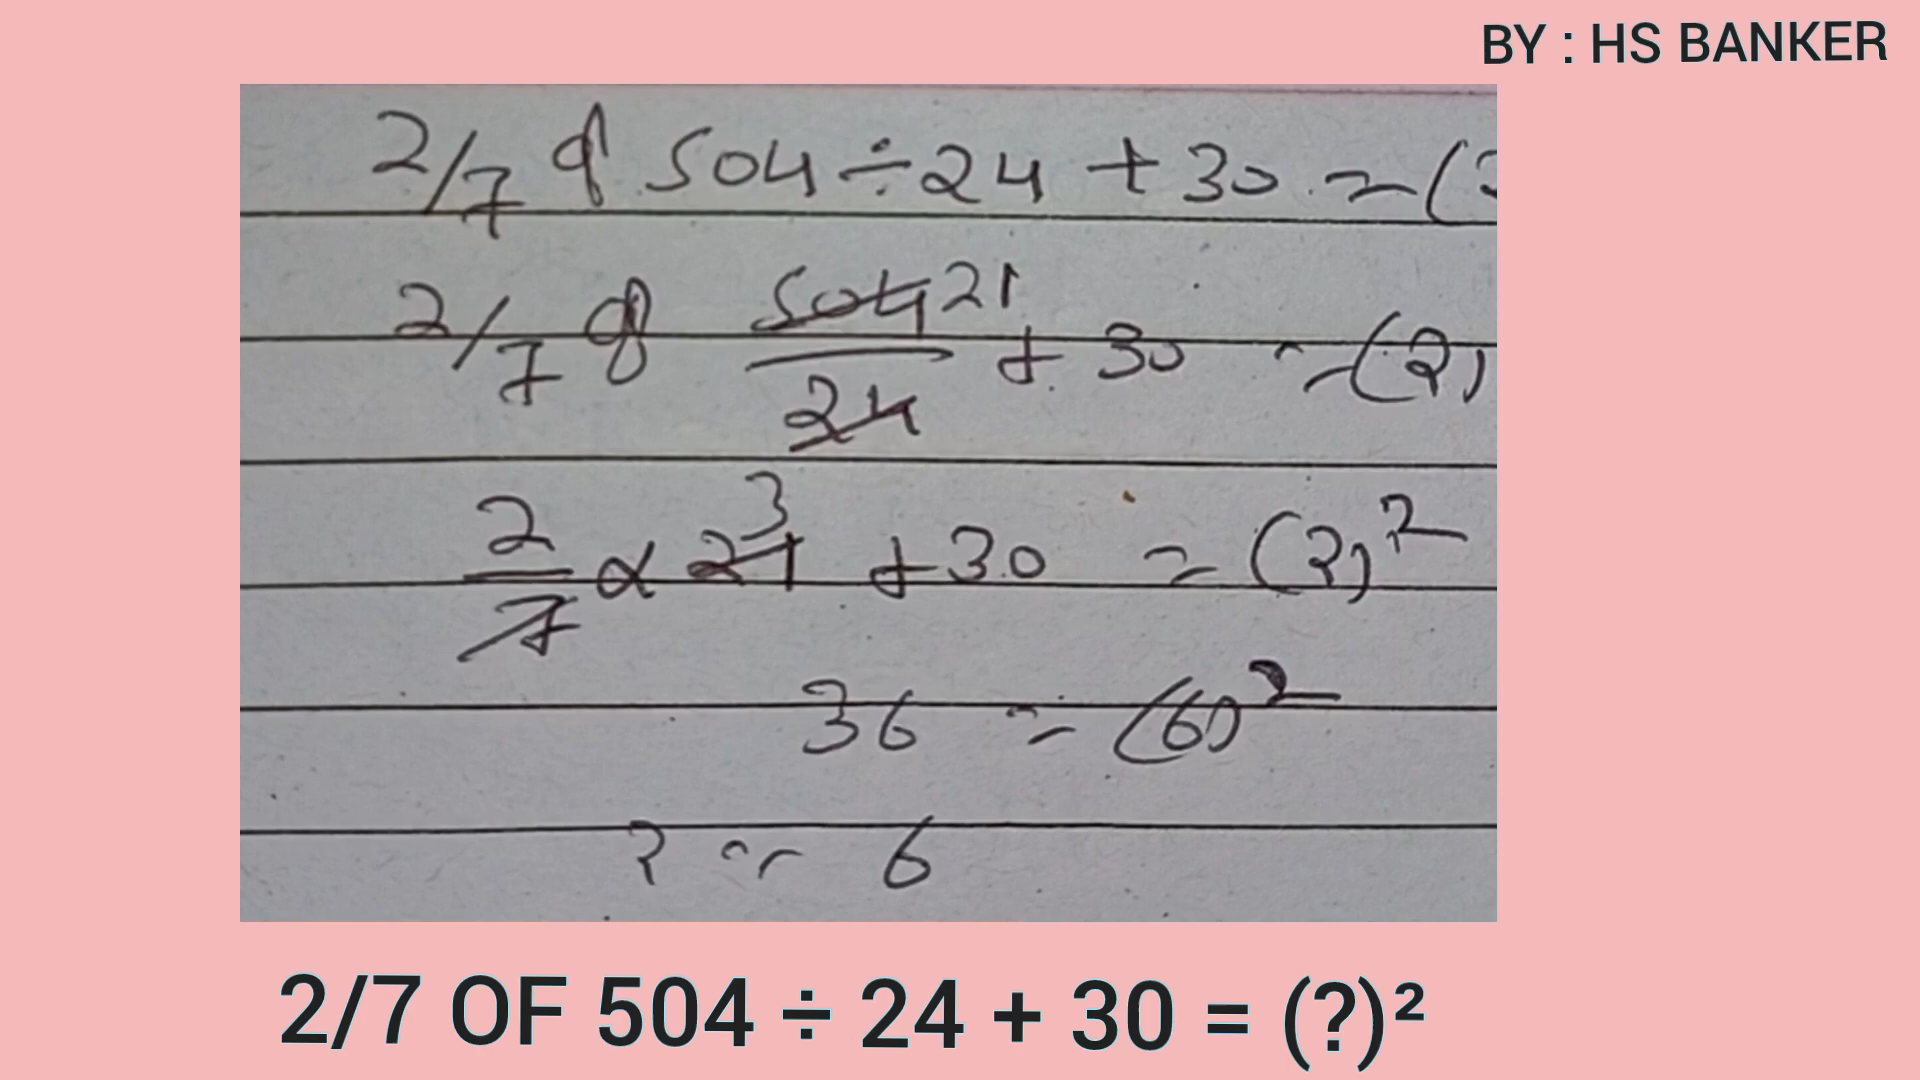 BY : HS BANKER
2/7 of 504 ÷ 24 + 30 = (?
2/7 of 504/24 21 + 30 = (?)
2/7 × 21 3 + 30 = (?)²
36 = (6)²
? = 6
2/7 OF 504 ÷ 24 + 30 = (?)²